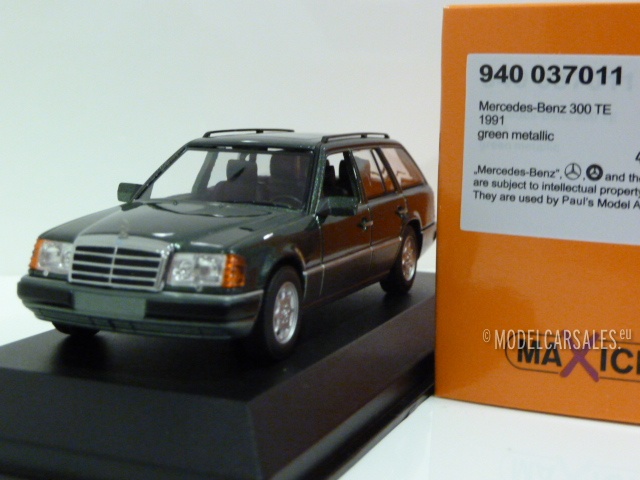 940 037011
Mercedes-Benz 300 TE
1991
green metallic
„Mercedes-Benz", and the
are subject to intellectual property
They are used by Paul's Model A
© MODELCARSALES.eu
MAXICH